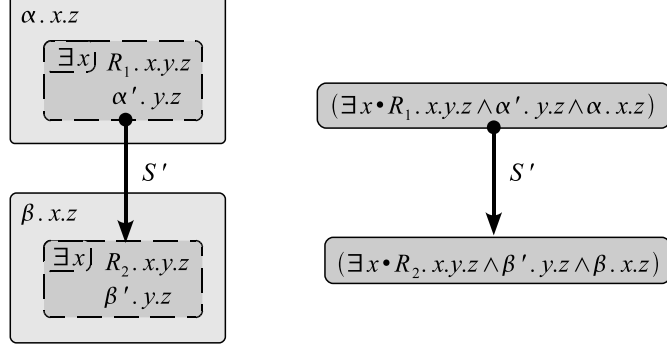 α. x.z
∃x R₁. x.y.z
α'. y.z
S'
β. x.z
∃x R₂. x.y.z
β'. y.z
(∃ x • R₁. x.y.z ∧ α'. y.z ∧ α. x.z)
S'
(∃ x • R₂. x.y.z ∧ β'. y.z ∧ β. x.z)